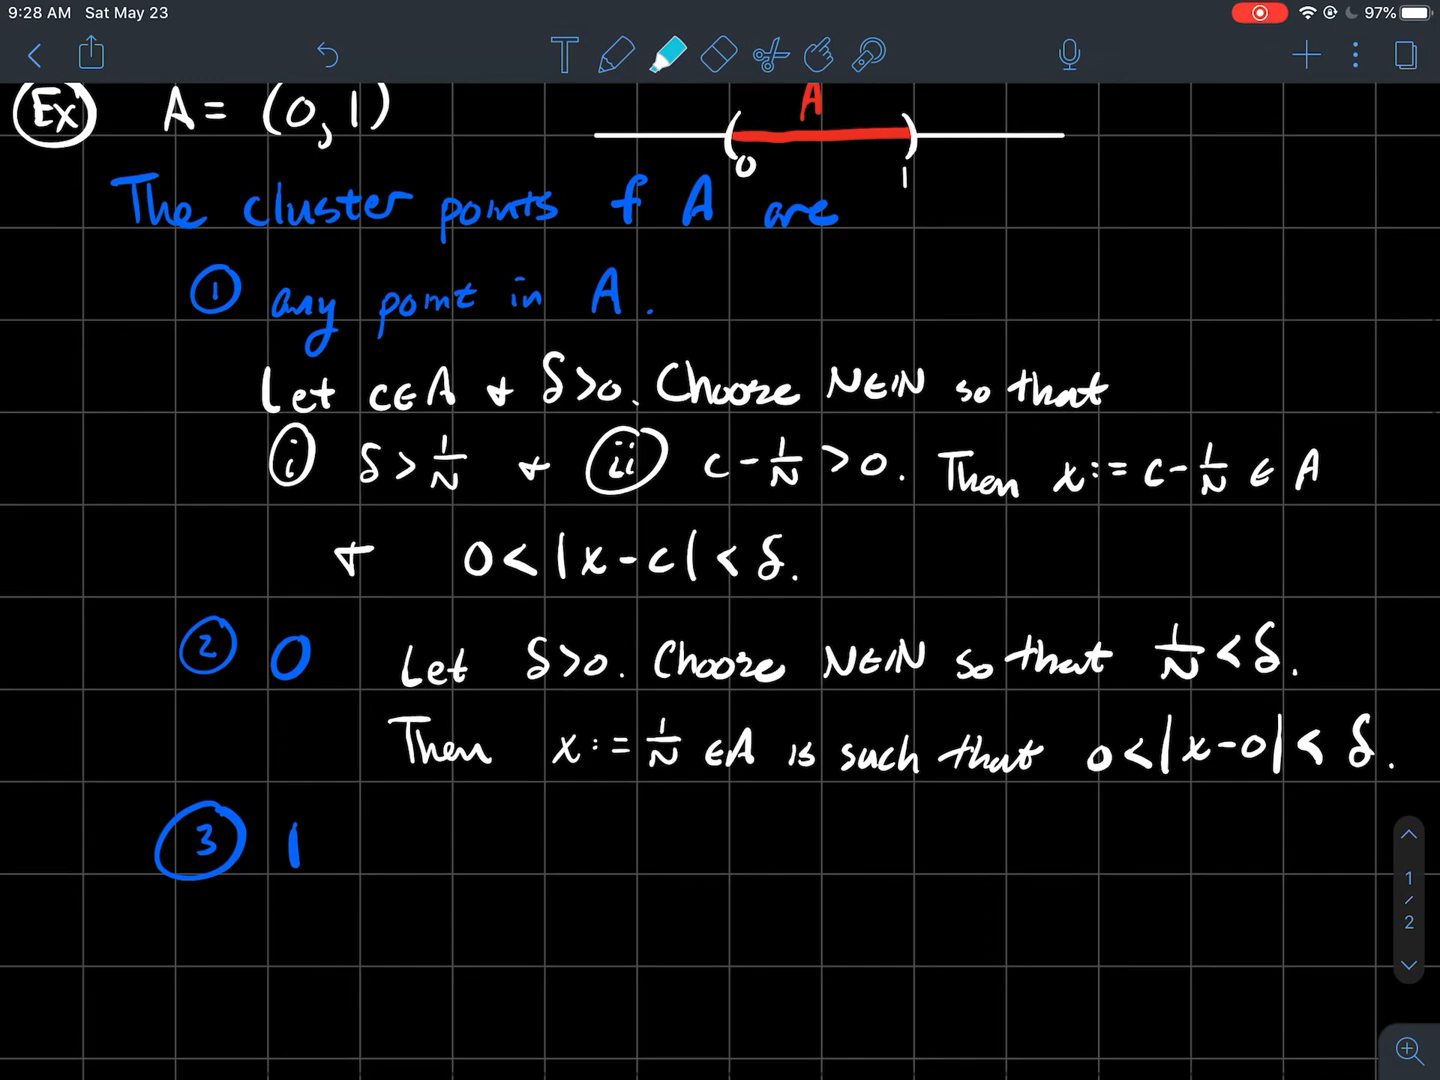 9:28 AM Sat May 23
97%
Ex A = (0,1)
A
0 1
The cluster points f A are
① any point in A.
Let c∈A + δ>0. Choose N∈ℕ so that
ⓘ δ > 1/N + ⓘⓘ c - 1/N > 0. Then x := c - 1/N ∈ A
+ 0 < |x - c| < δ.
② 0 Let δ>0. Choose N∈ℕ so that 1/N < δ.
Then x := 1/N ∈A is such that 0 < |x-0| < δ.
③ 1
1
/
2